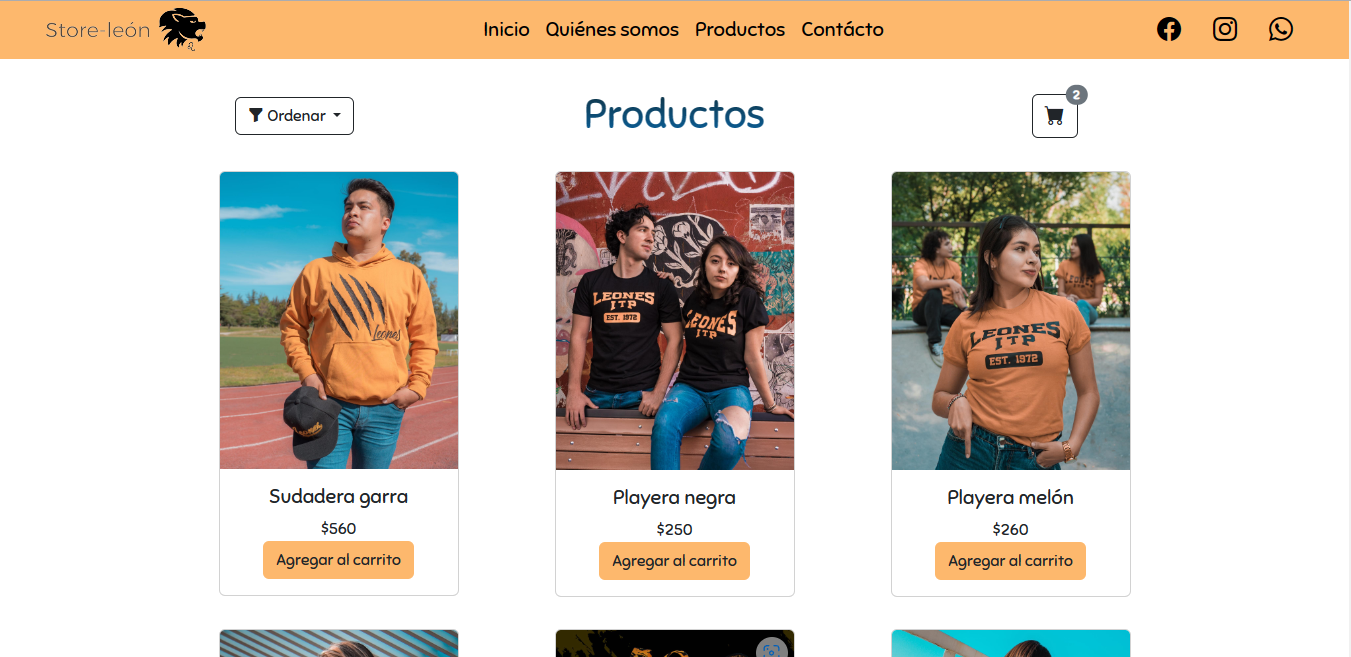 Store-león
Inicio Quiénes somos Productos Contácto
Ordenar
Productos
2
Leones
LEONES
ITP
EST. 1972
LEONES
ITP
LEONES
ITP
EST. 1972
Sudadera garra
$560
Agregar al carrito
Playera negra
$250
Agregar al carrito
Playera melón
$260
Agregar al carrito